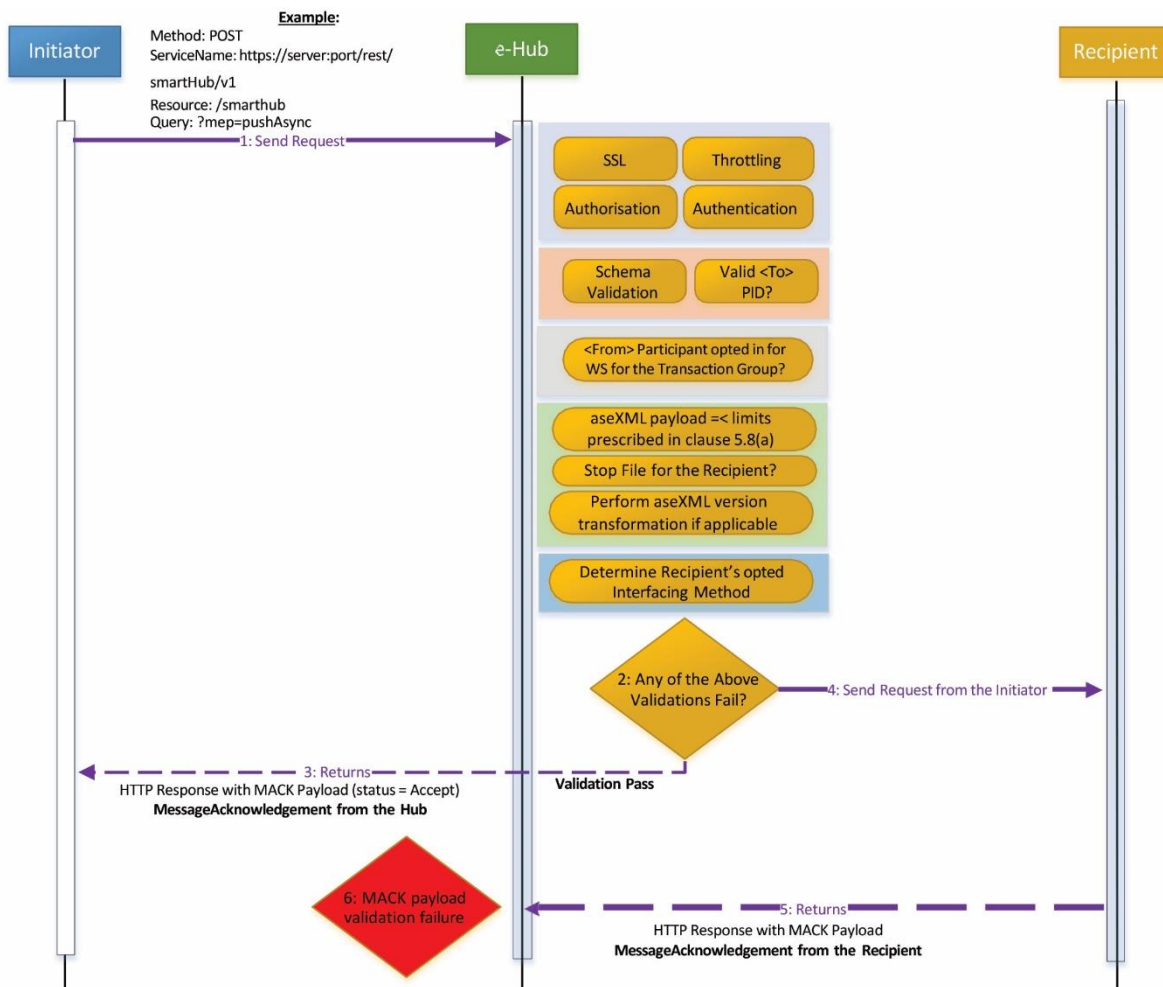 Example:
Method: POST
ServiceName: https://server:port/rest/
smartHub/v1
Resource: /smarthub
Query: ?mep=pushAsync
Initiator
e-Hub
Recipient
1: Send Request
SSL
Throttling
Authorisation
Authentication
Schema
Validation
Valid <To>
PID?
<From> Participant opted in for
WS for the Transaction Group?
aseXML payload =< limits
prescribed in clause 5.8(a)
Stop File for the Recipient?
Perform aseXML version
transformation if applicable
Determine Recipient's opted
Interfacing Method
2: Any of the Above
Validations Fail?
4: Send Request from the Initiator
3: Returns
Validation Pass
HTTP Response with MACK Payload (status = Accept)
MessageAcknowledgement from the Hub
6: MACK payload
validation failure
5: Returns
HTTP Response with MACK Payload
MessageAcknowledgement from the Recipient